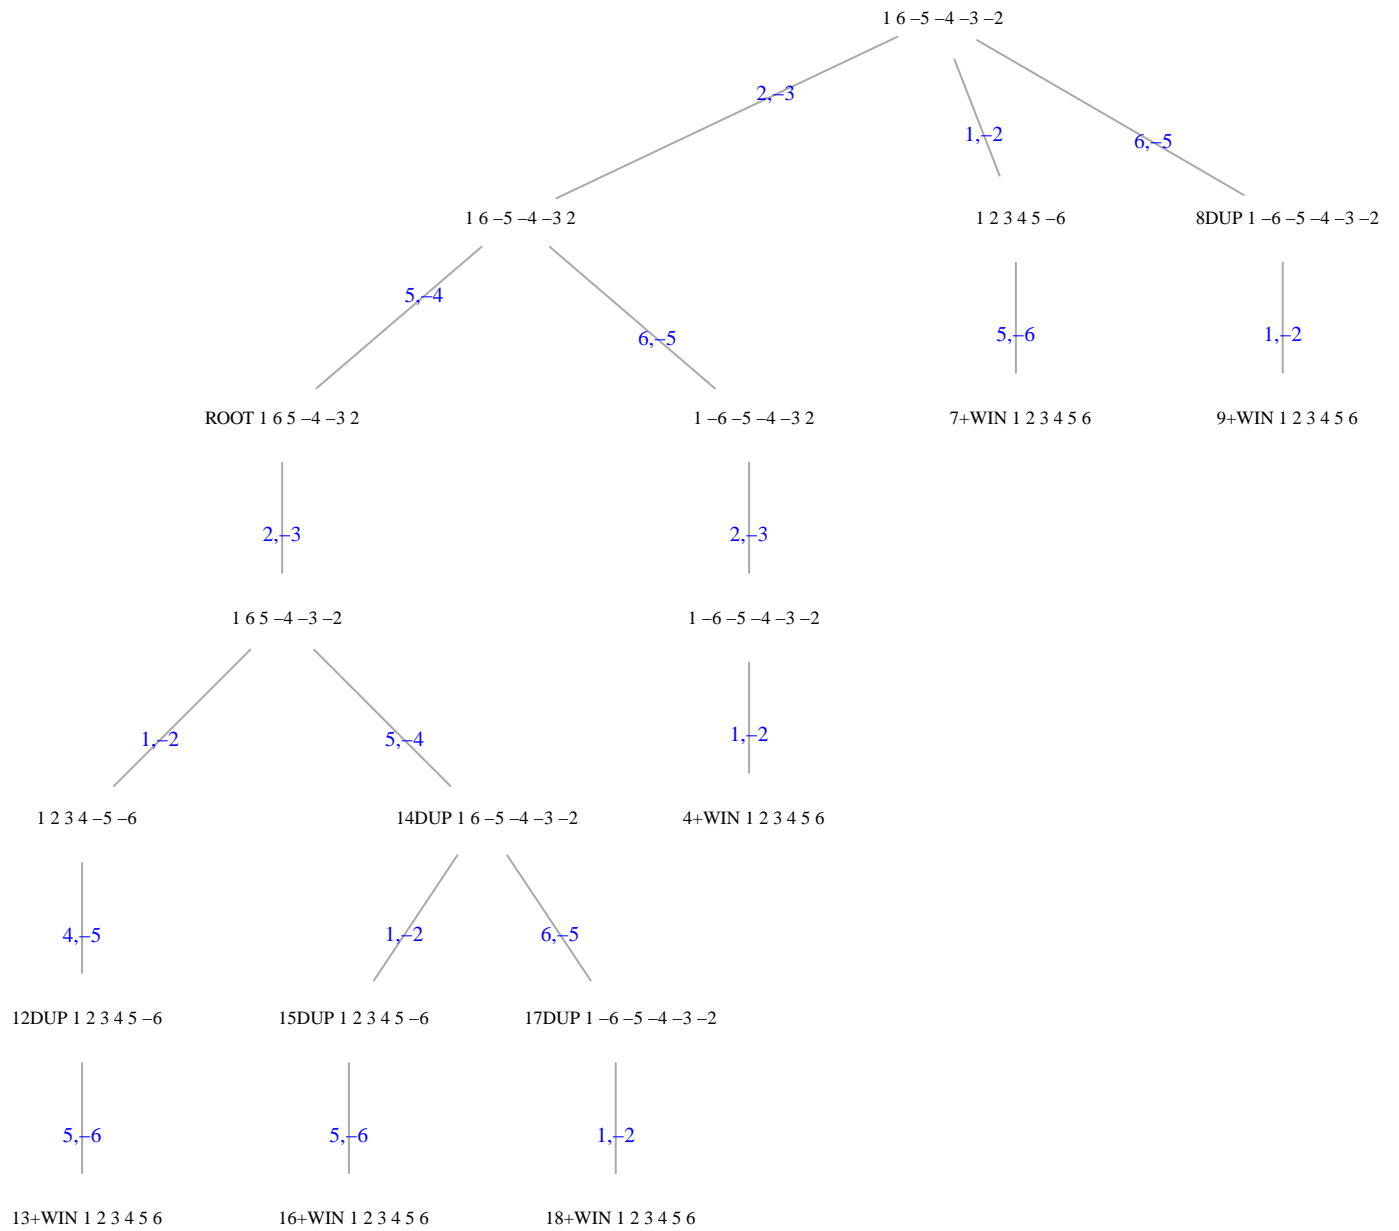 1 6 –5 –4 –3 –2
2,–3
1,–2
6,–5
1 6 –5 –4 –3 2
1 2 3 4 5 –6
8DUP 1 –6 –5 –4 –3 –2
5,–4
6,–5
5,–6
1,–2
ROOT 1 6 5 –4 –3 2
1 –6 –5 –4 –3 2
7+WIN 1 2 3 4 5 6
9+WIN 1 2 3 4 5 6
2,–3
2,–3
1 6 5 –4 –3 –2
1 –6 –5 –4 –3 –2
1,–2
5,–4
1,–2
1 2 3 4 –5 –6
14DUP 1 6 –5 –4 –3 –2
4+WIN 1 2 3 4 5 6
4,–5
1,–2
6,–5
12DUP 1 2 3 4 5 –6
15DUP 1 2 3 4 5 –6
17DUP 1 –6 –5 –4 –3 –2
5,–6
5,–6
1,–2
13+WIN 1 2 3 4 5 6
16+WIN 1 2 3 4 5 6
18+WIN 1 2 3 4 5 6